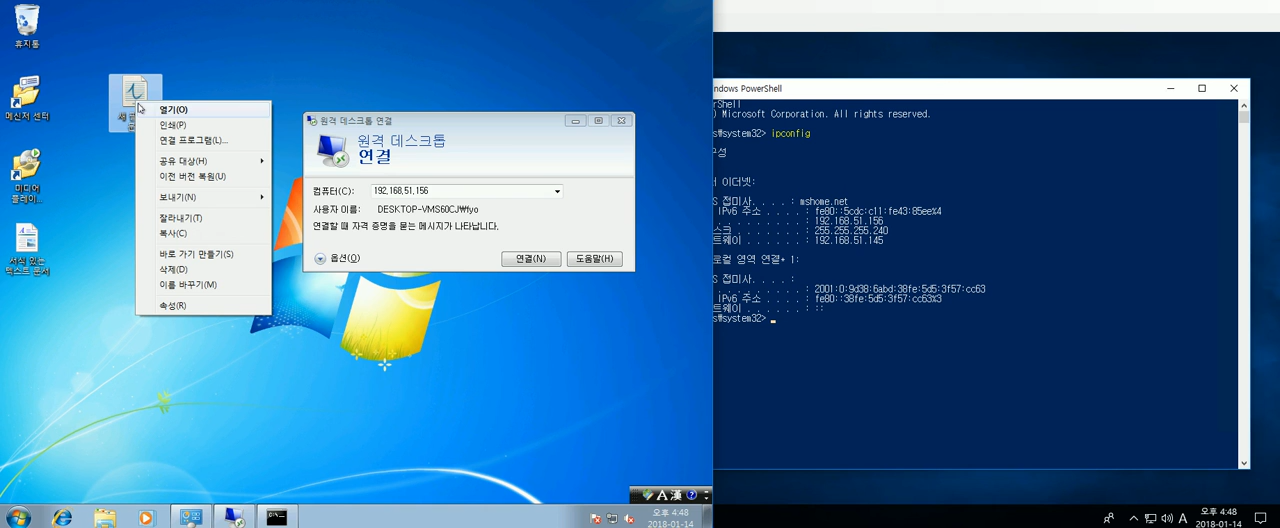 휴지통
메신저 센터
미디어
플레이...
서식 있는
텍스트 문서
새
열기(O)
인쇄(P)
연결 프로그램(L)...
공유 대상(H)
이전 버전 복원(U)
보내기(N)
잘라내기(T)
복사(C)
바로 가기 만들기(S)
삭제(D)
이름 바꾸기(M)
속성(R)
원격 데스크톱 연결
원격 데스크톱
연결
컴퓨터(C): 192,168,51,156
사용자 이름: DESKTOP-VMS60CJ₩fyo
연결할 때 자격 증명을 묻는 메시지가 나타납니다.
옵션(O)
연결(N)
도움말(H)
A 漢
오후 4:48
2018-01-14
ndows PowerShell
rShell
) Microsoft Corporation. All rights reserved.
s₩system32> ipconfig
구성
터 이더넷:
S 접미사. . . . : mshome.net
IPv6 주소 . . . . : fe80::5cdc:c11:fe43:85ee%4
. . . . . . . . . : 192.168.51.156
스크 . . . . . . . : 255.255.255.240
트웨이 . . . . . . : 192.168.51.145
로컬 영역 연결* 1:
S 접미사. . . . :
. . . . . . . . . : 2001:0:9d38:6abd:38fe:5d5:3f57:cc63
IPv6 주소 . . . . : fe80::38fe:5d5:3f57:cc63%3
트웨이 . . . . . . : ::
s₩system32>
A
오후 4:48
2018-01-14